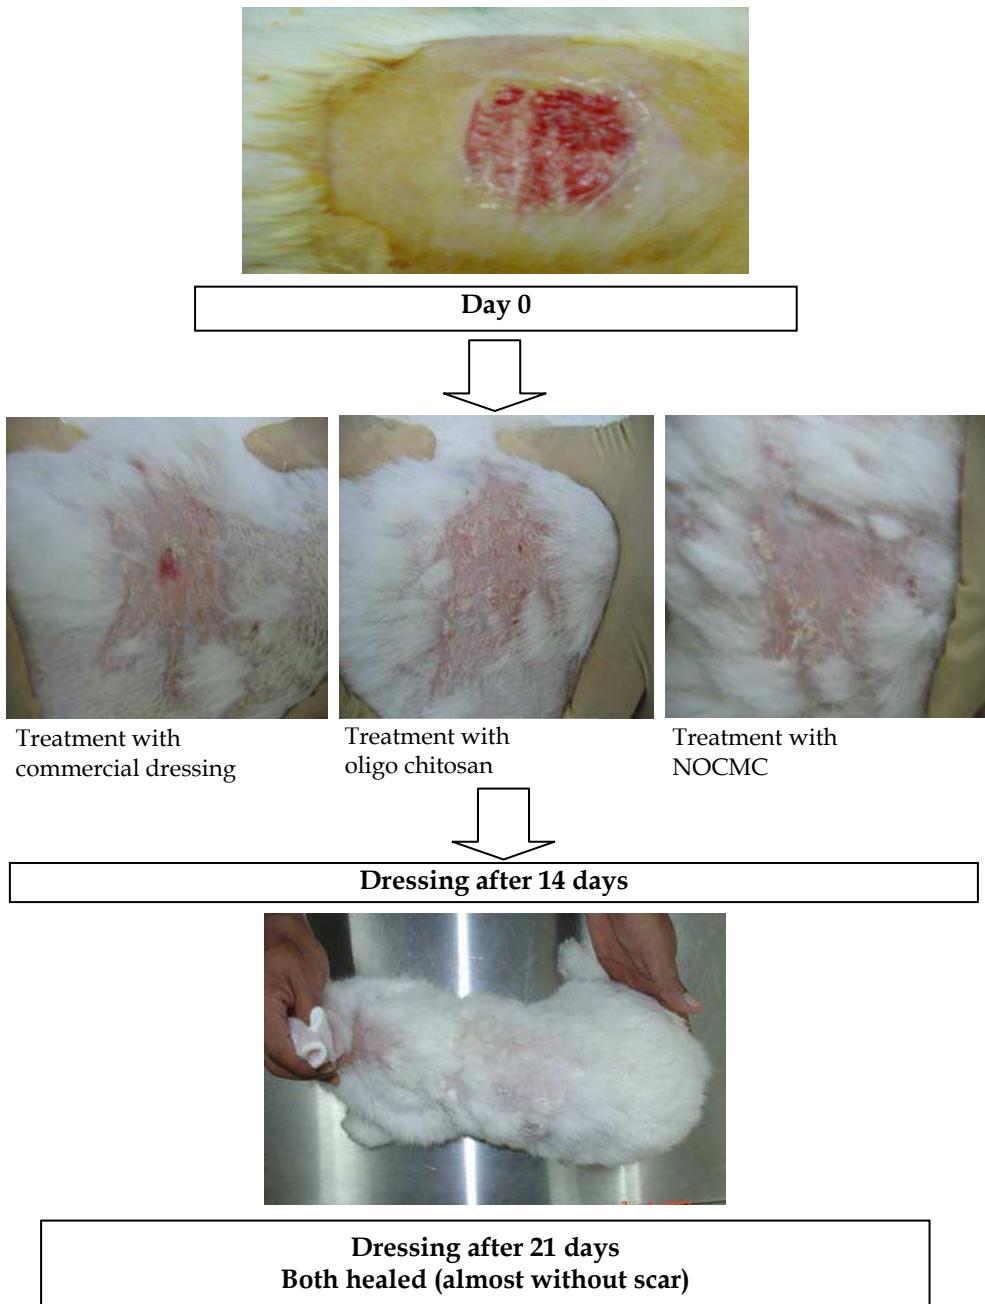 Day 0
Treatment with
commercial dressing
Treatment with
oligo chitosan
Treatment with
NOCMC
Dressing after 14 days
Dressing after 21 days
Both healed (almost without scar)